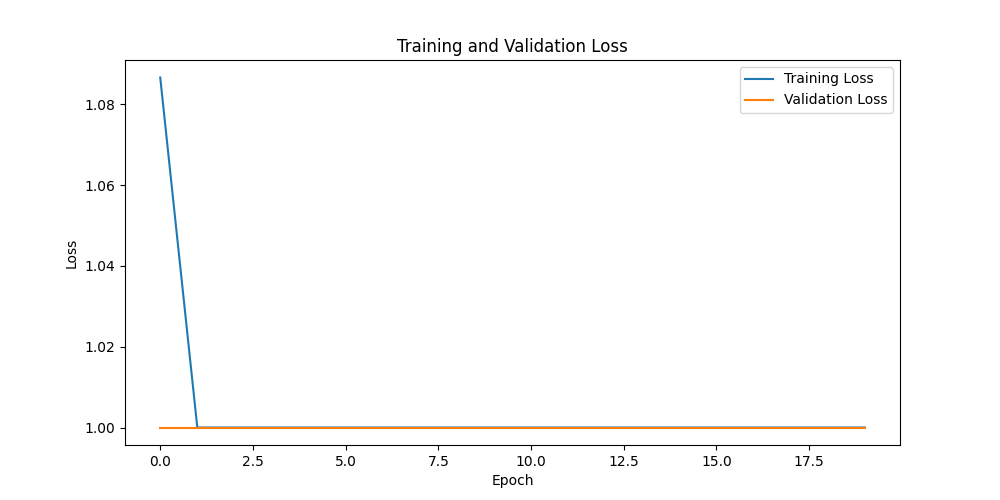 Training and Validation Loss
Training Loss
Validation Loss
1.08
1.06
1.04
1.02
1.00
Loss
0.0 2.5 5.0 7.5 10.0 12.5 15.0 17.5
Epoch